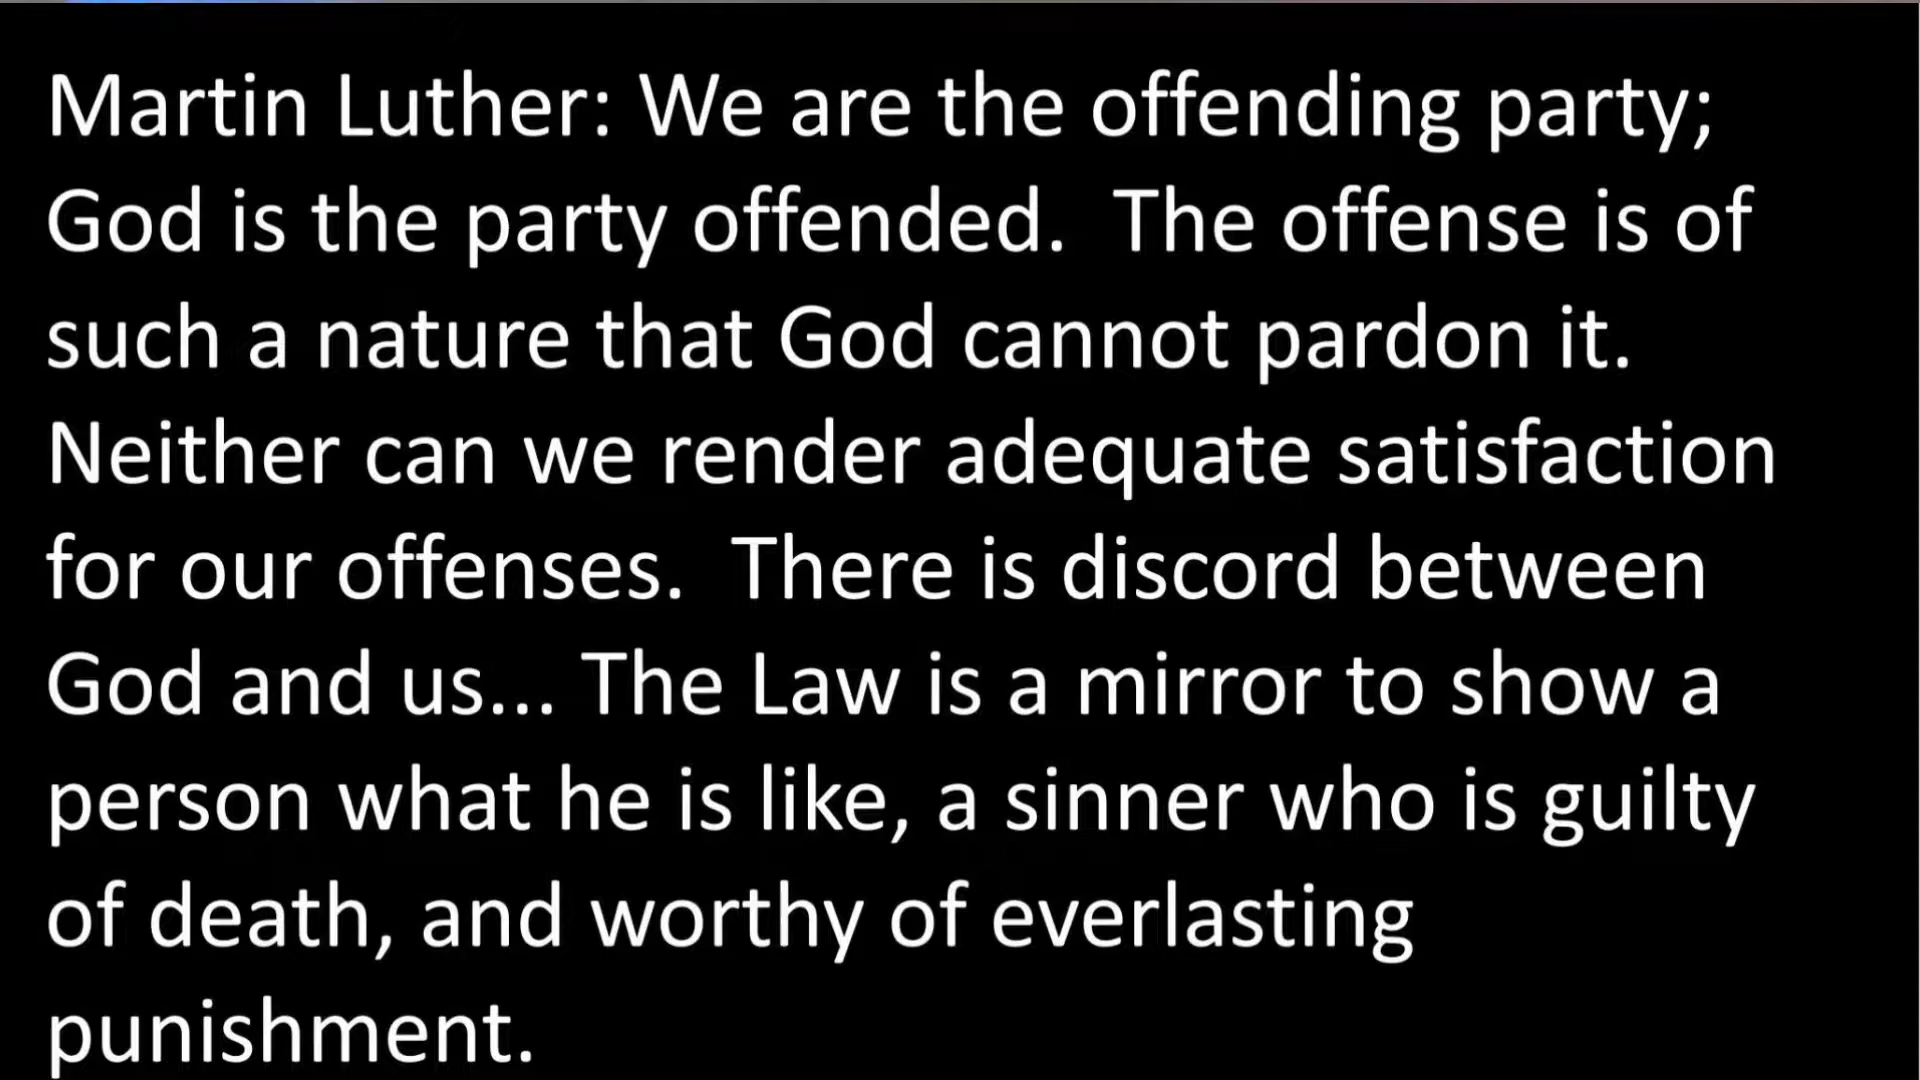 Martin Luther: We are the offending party;
God is the party offended.  The offense is of
such a nature that God cannot pardon it.
Neither can we render adequate satisfaction
for our offenses.  There is discord between
God and us... The Law is a mirror to show a
person what he is like, a sinner who is guilty
of death, and worthy of everlasting
punishment.